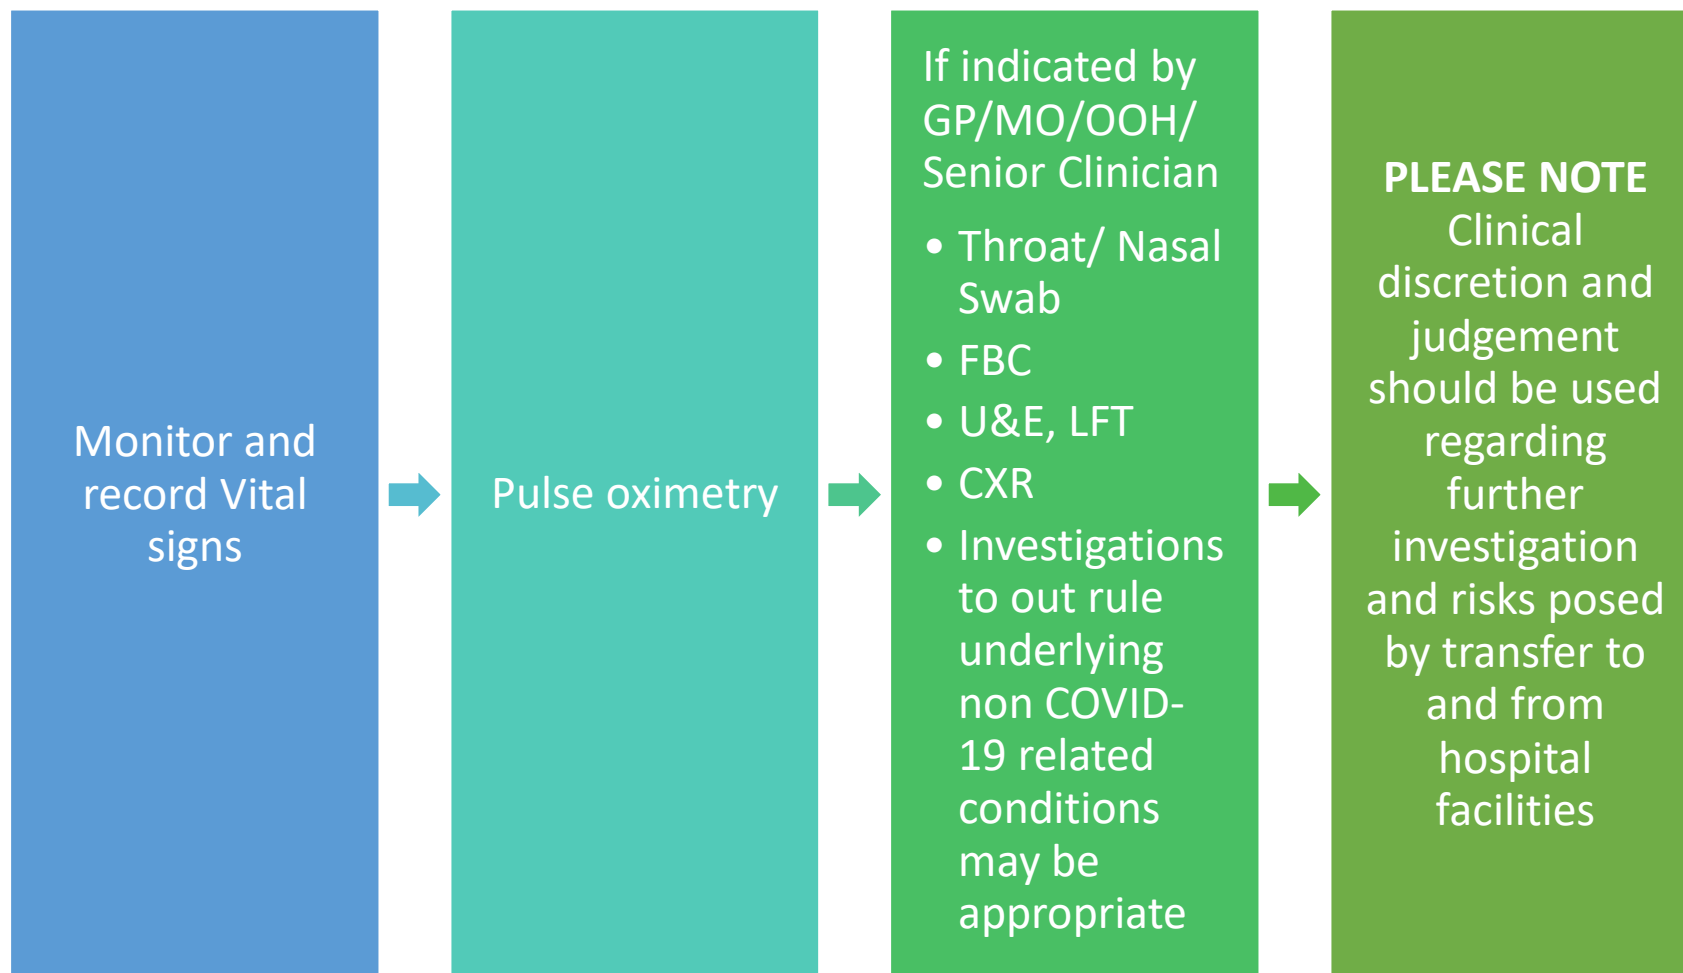 Monitor and
record Vital
signs
Pulse oximetry
If indicated by
GP/MO/OOH/
Senior Clinician
• Throat/ Nasal
Swab
• FBC
• U&E, LFT
• CXR
• Investigations
to out rule
underlying
non COVID-
19 related
conditions
may be
appropriate
PLEASE NOTE
Clinical
discretion and
judgement
should be used
regarding
further
investigation
and risks posed
by transfer to
and from
hospital
facilities